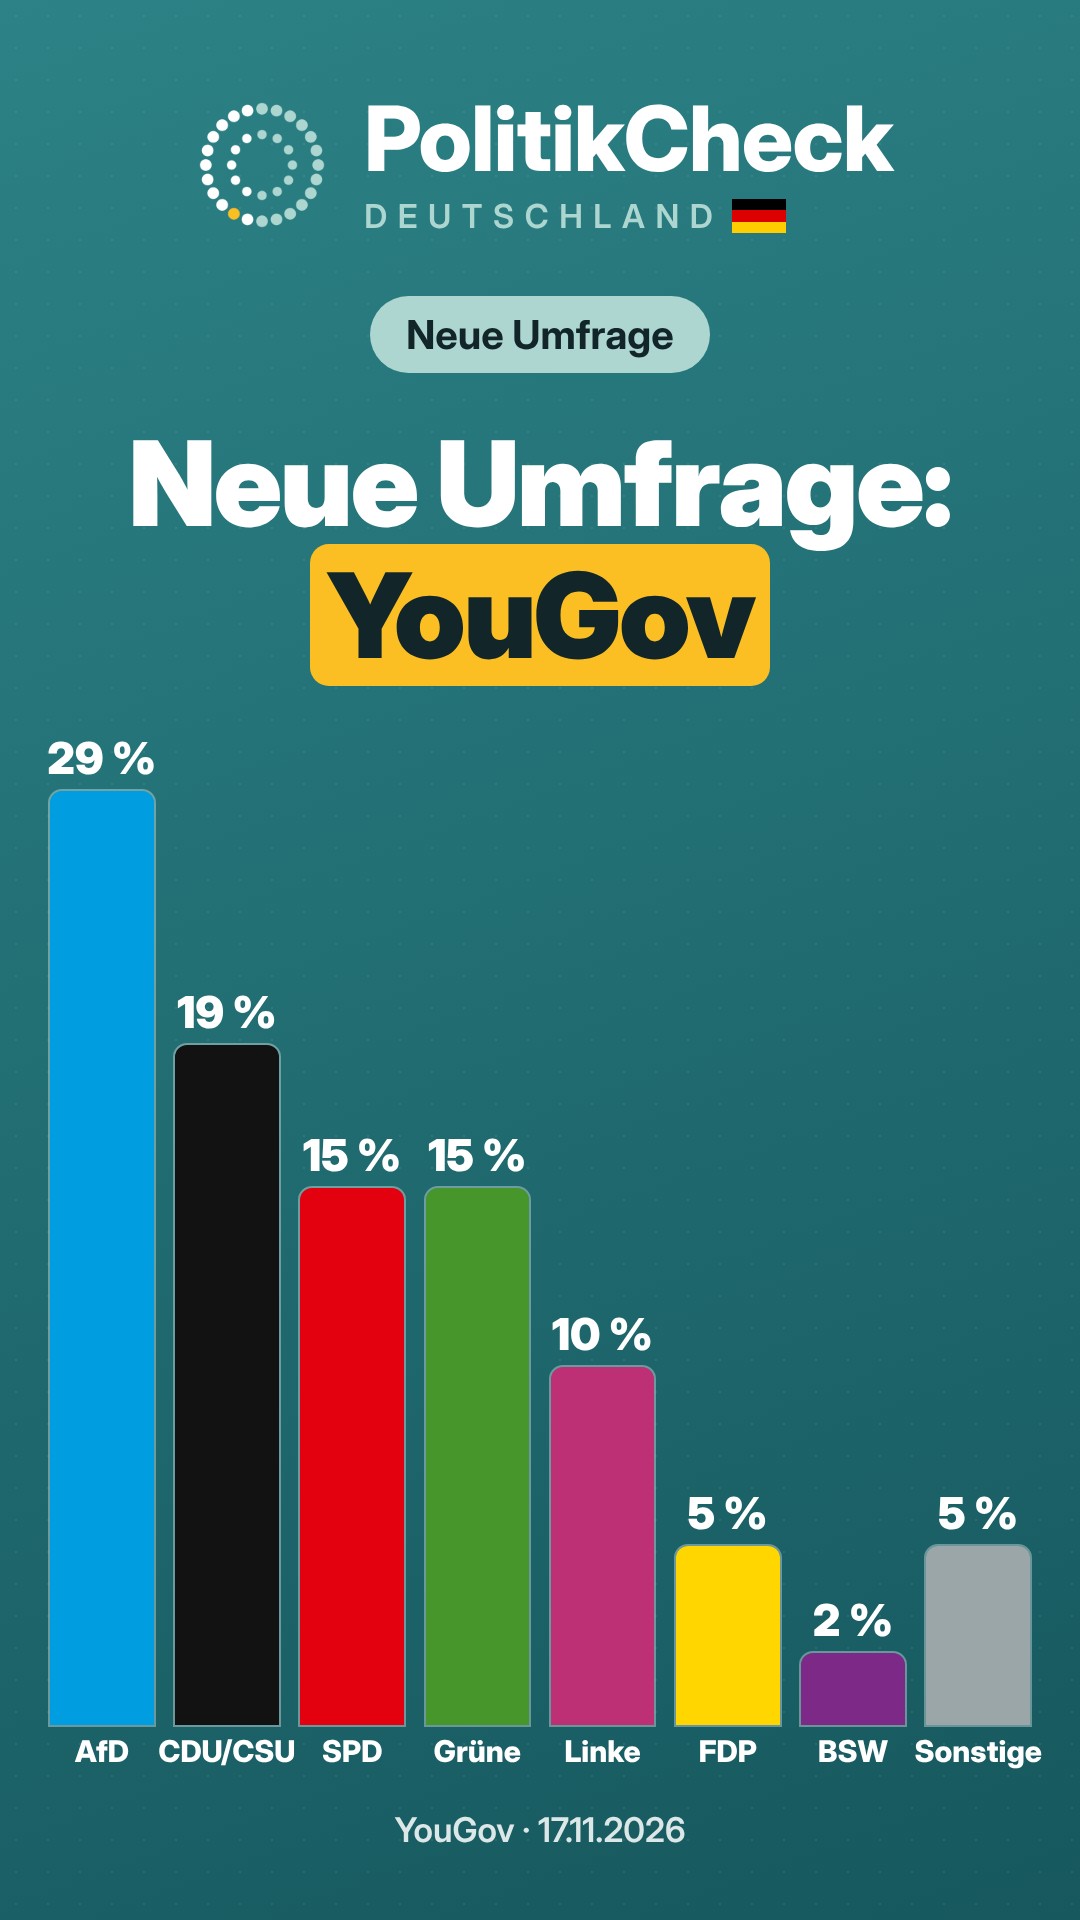 PolitikCheck
DEUTSCHLAND
Neue Umfrage
Neue Umfrage:
YouGov
29 %
19 %
15 %
15 %
10 %
5 %
2 %
5 %
AfD
CDU/CSU
SPD
Grüne
Linke
FDP
BSW
Sonstige
YouGov · 17.11.2026